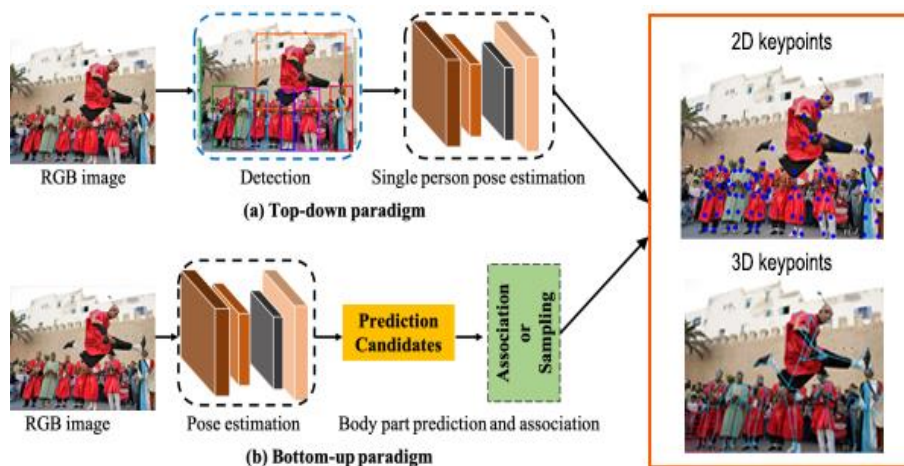 RGB image
Detection
Single person pose estimation
(a) Top-down paradigm
RGB image
Pose estimation
Prediction
Candidates
Association
or
Sampling
Body part prediction and association
(b) Bottom-up paradigm
2D keypoints
3D keypoints